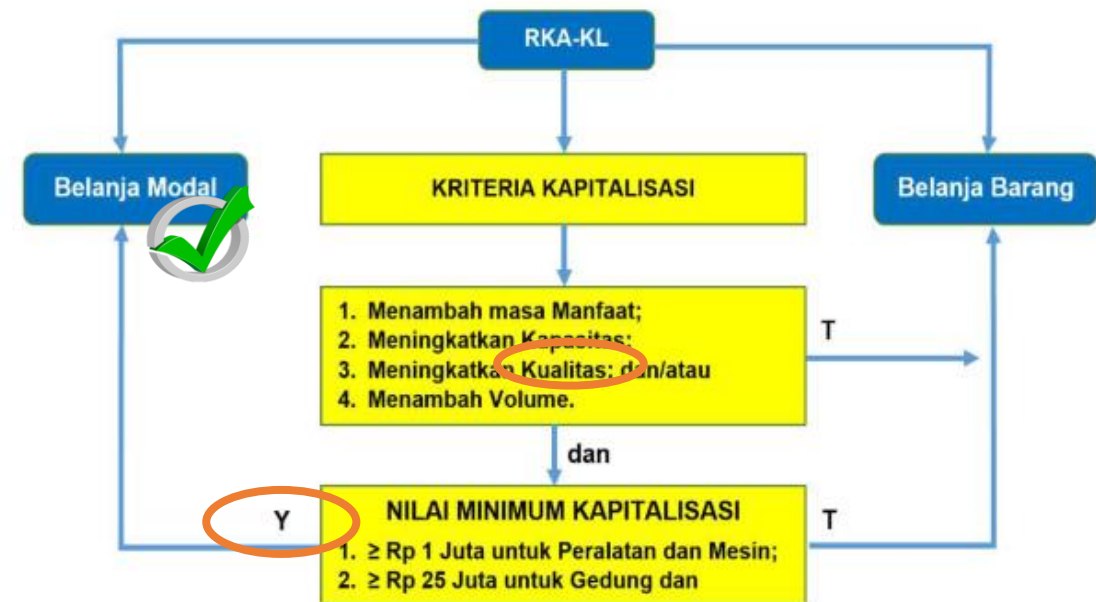 RKA-KL
Belanja Modal
KRITERIA KAPITALISASI
Belanja Barang
1. Menambah masa Manfaat;
2. Meningkatkan Kapasitas;
3. Meningkatkan Kualitas; dan/atau
4. Menambah Volume.
T
dan
Y
NILAI MINIMUM KAPITALISASI
1. ≥ Rp 1 Juta untuk Peralatan dan Mesin;
2. ≥ Rp 25 Juta untuk Gedung dan
T